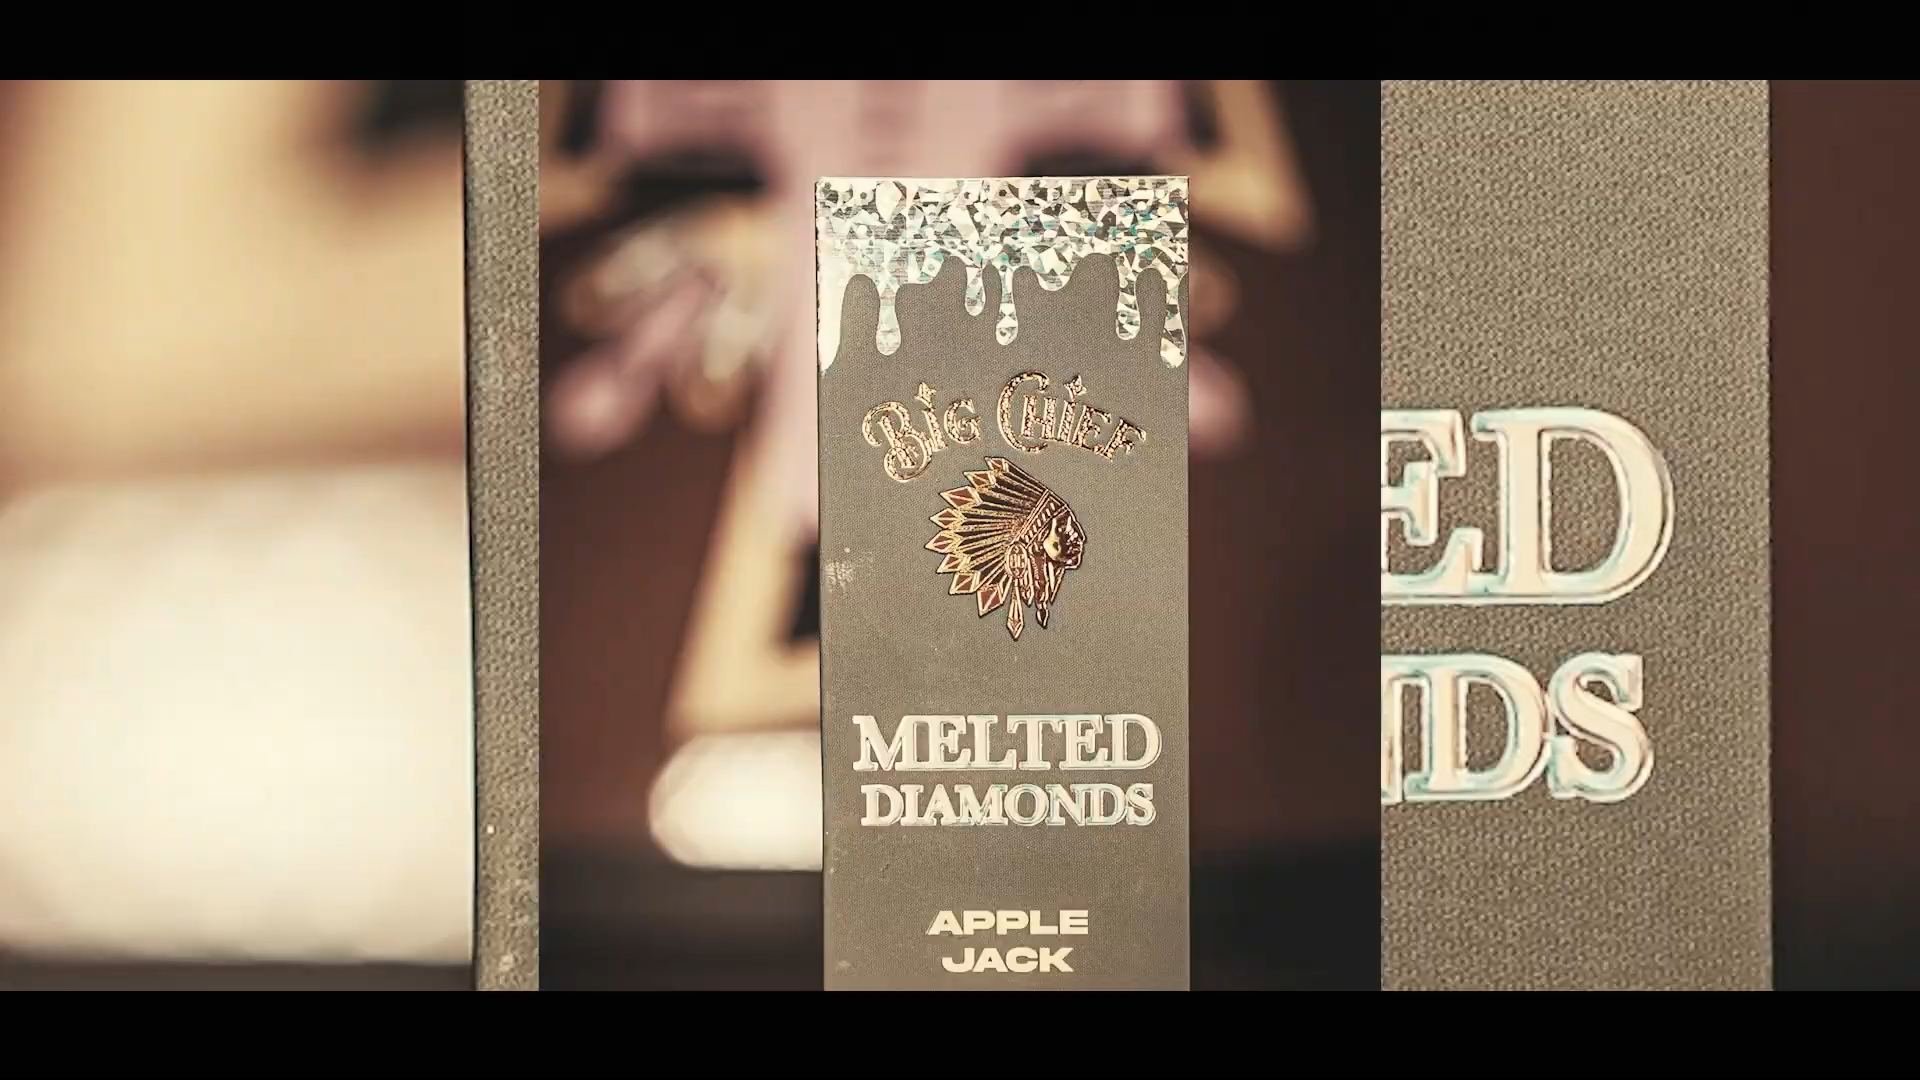 BIG CHIEF
MELTED
DIAMONDS
APPLE
JACK
ED
DS